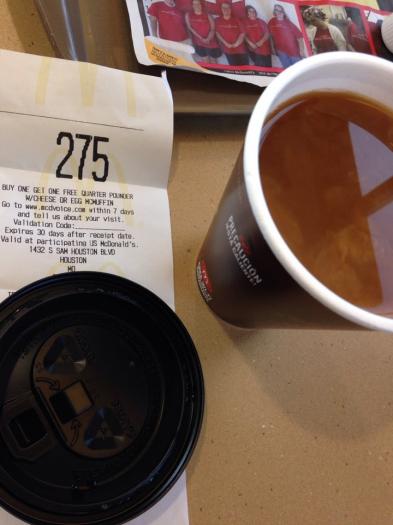 275
BUY ONE GET ONE FREE QUARTER POUNDER
W/CHEESE OR EGG MCMUFFIN
Go to www.mcdvoice.com within 7 days
and tell us about your visit.
Validation Code:
Expires 30 days after receipt date.
Valid at participating US McDonald's.
1432 S SAM HOUSTON BLVD
HOUSTON
MO
PRECAUCIÓN